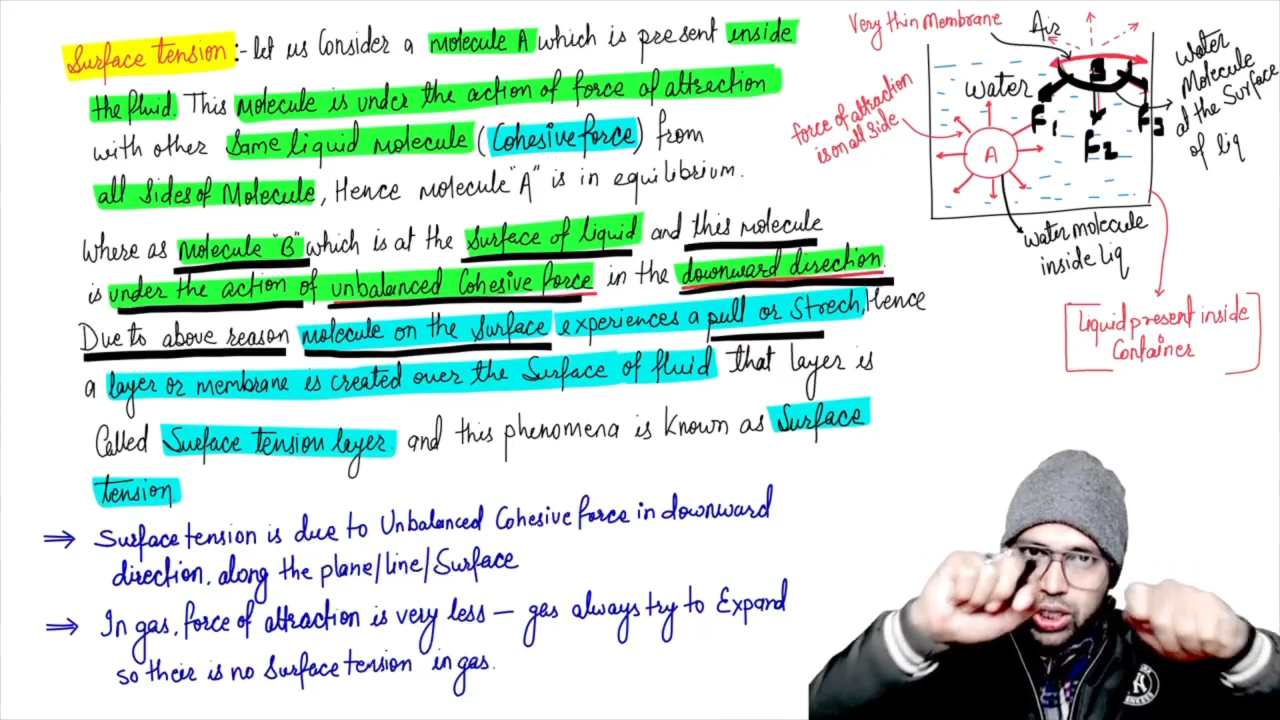 Surface tension :- let us Consider a molecule A which is present inside
the fluid. This molecule is under the action of force of attraction
with other Same liquid molecule (Cohesive force) from
all Sides of Molecule, Hence molecule "A" is in equilibrium.
Where as molecule "B" which is at the Surface of liquid and this molecule
is under the action of unbalanced Cohesive force in the downward direction.
Due to above reason molecule on the Surface experiences a pull or Strech, Hence
a layer or membrane is created over the Surface of fluid that layer is
Called Surface tension layer. and this phenomena is known as Surface
tension
⇒ Surface tension is due to Unbalanced Cohesive force in downward
direction, along the plane/line/Surface
⇒ In gas, force of attraction is very less – gas always try to Expand
so their is no Surface tension in gas.
Very thin Membrane
Air
water
Molecule
at the Surface
of liq
water
force of attraction
is on all Side
A
B
F1
F2
F3
water molecule
inside Liq
Liquid present inside
Container